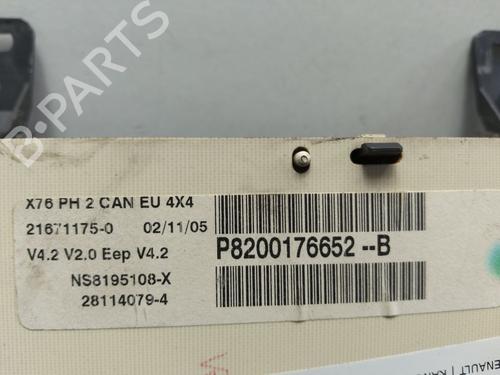 B-PARTS
X76 PH 2 CAN EU 4X4
21671175-0 02/11/05
V4.2 V2.0 Eep V4.2
P8200176652 --B
NS8195108-X
28114079-4
RENAULT | KAN